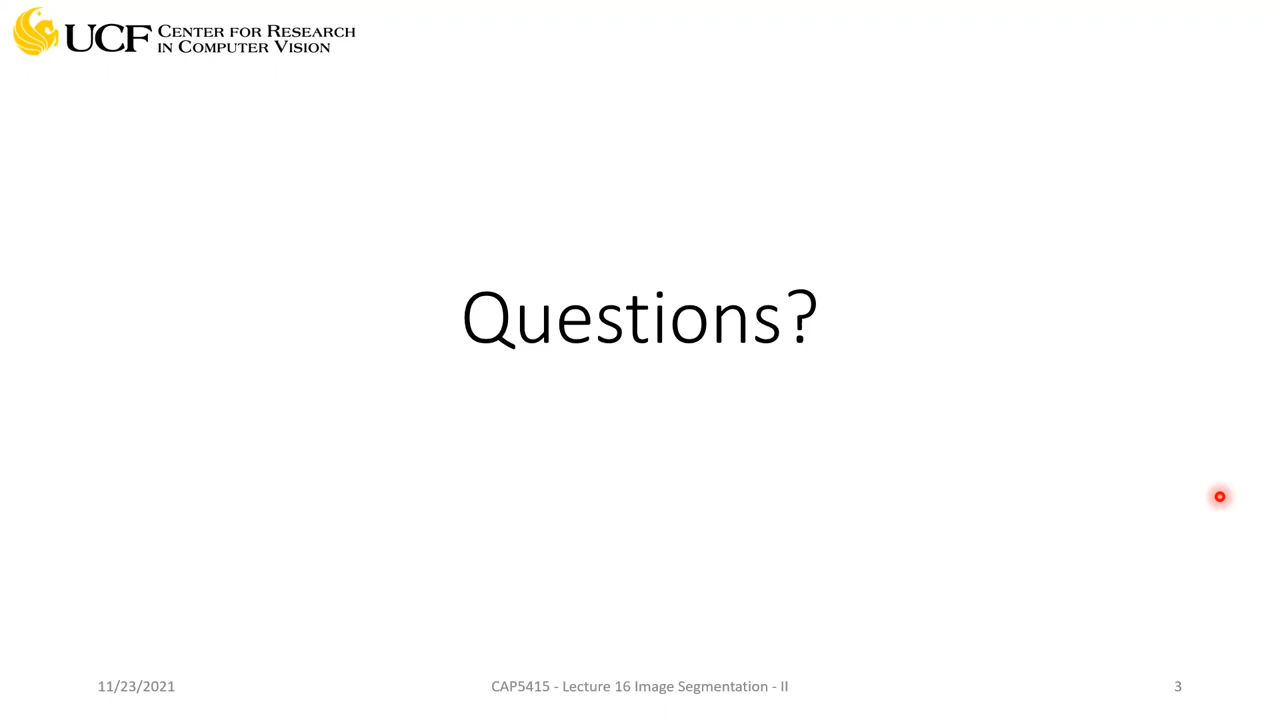 UCF CENTER FOR RESEARCH
IN COMPUTER VISION
Questions?
11/23/2021
CAP5415 - Lecture 16 Image Segmentation - II
3